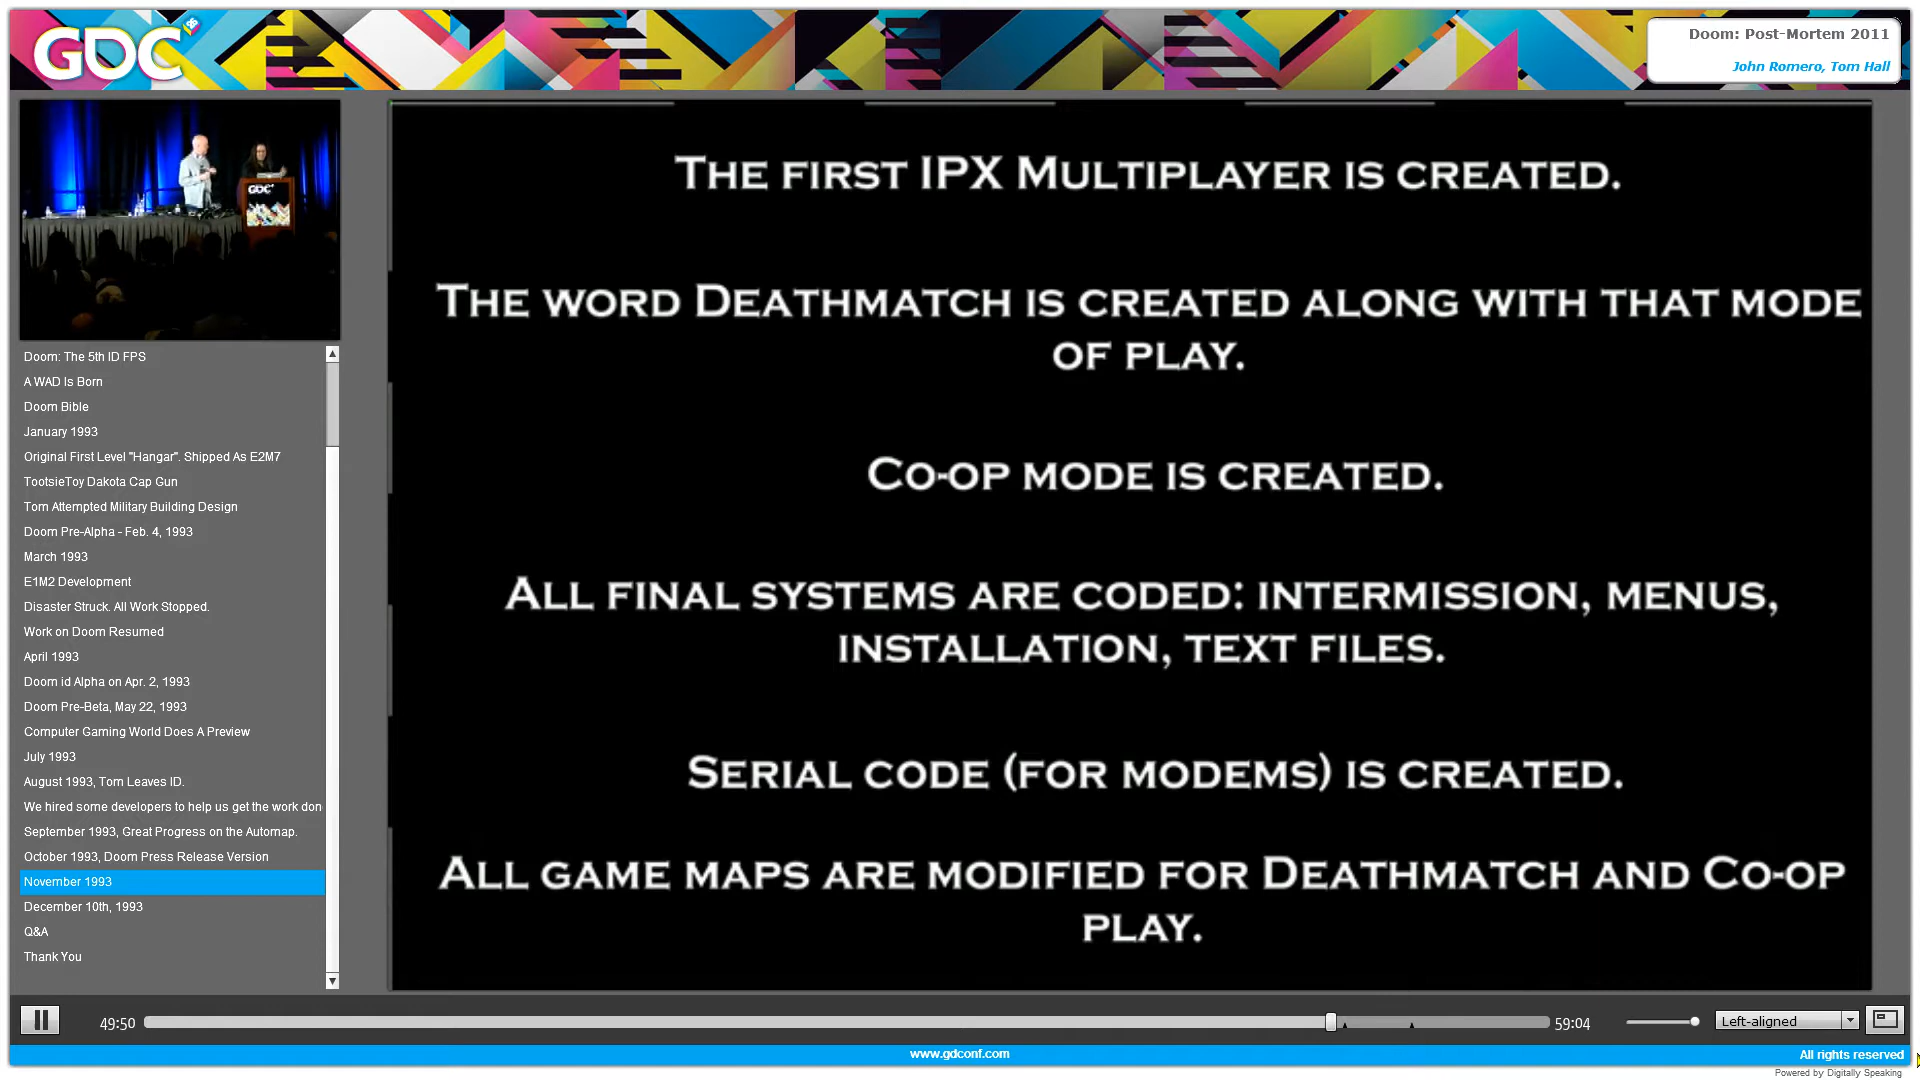 GDC 25
Doom: Post-Mortem 2011
John Romero, Tom Hall
GDC
Doom: The 5th ID FPS
A WAD Is Born
Doom Bible
January 1993
Original First Level "Hangar". Shipped As E2M7
TootsieToy Dakota Cap Gun
Tom Attempted Military Building Design
Doom Pre-Alpha - Feb. 4, 1993
March 1993
E1M2 Development
Disaster Struck. All Work Stopped.
Work on Doom Resumed
April 1993
Doom id Alpha on Apr. 2, 1993
Doom Pre-Beta, May 22, 1993
Computer Gaming World Does A Preview
July 1993
August 1993, Tom Leaves ID.
We hired some developers to help us get the work don
September 1993, Great Progress on the Automap.
October 1993, Doom Press Release Version
November 1993
December 10th, 1993
Q&A
Thank You
The first IPX Multiplayer is created.
The word Deathmatch is created along with that mode
of play.
Co-op mode is created.
All final systems are coded: intermission, menus,
installation, text files.
Serial code (for modems) is created.
All game maps are modified for Deathmatch and Co-op
play.
49:50
59:04
Left-aligned
www.gdconf.com
All rights reserved
Powered by Digitally Speaking